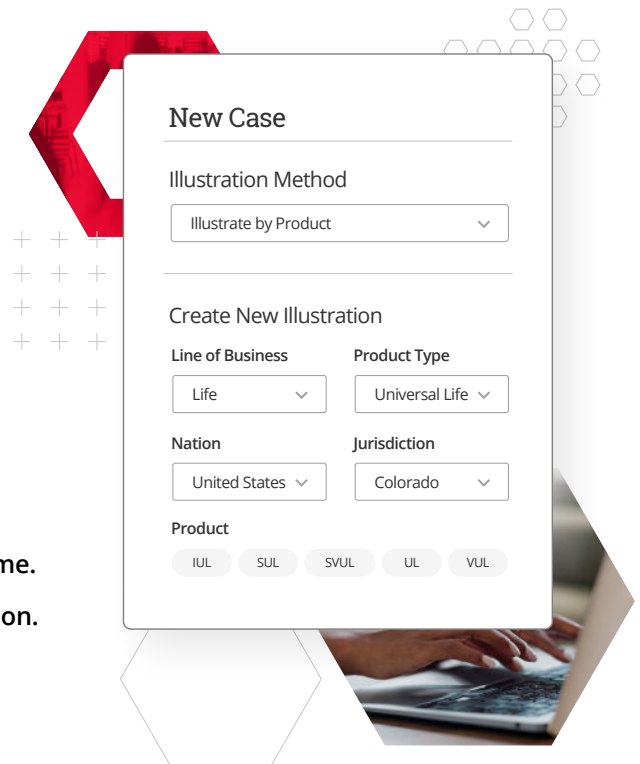 New Case
Illustration Method
Illustrate by Product
Create New Illustration
Line of Business Product Type
Life Universal Life
Nation Jurisdiction
United States Colorado
Product
IUL SUL SVUL UL VUL
me.
on.